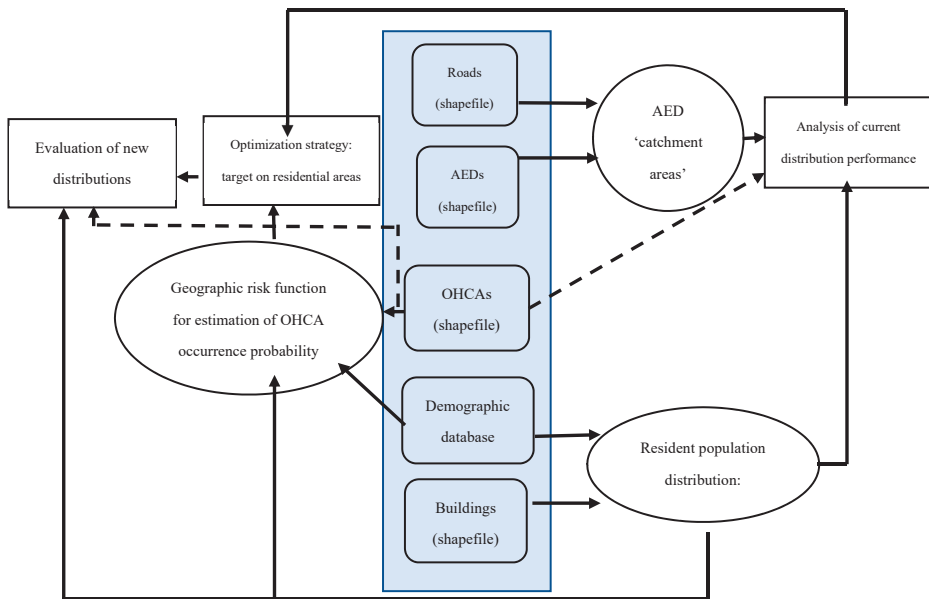 Roads
(shapefile)
AEDs
(shapefile)
OHCAs
(shapefile)
Demographic
database
Buildings
(shapefile)
AED
‘catchment
areas’
Analysis of current
distribution performance
Evaluation of new
distributions
Optimization strategy:
target on residential areas
Geographic risk function
for estimation of OHCA
occurrence probability
Resident population
distribution: